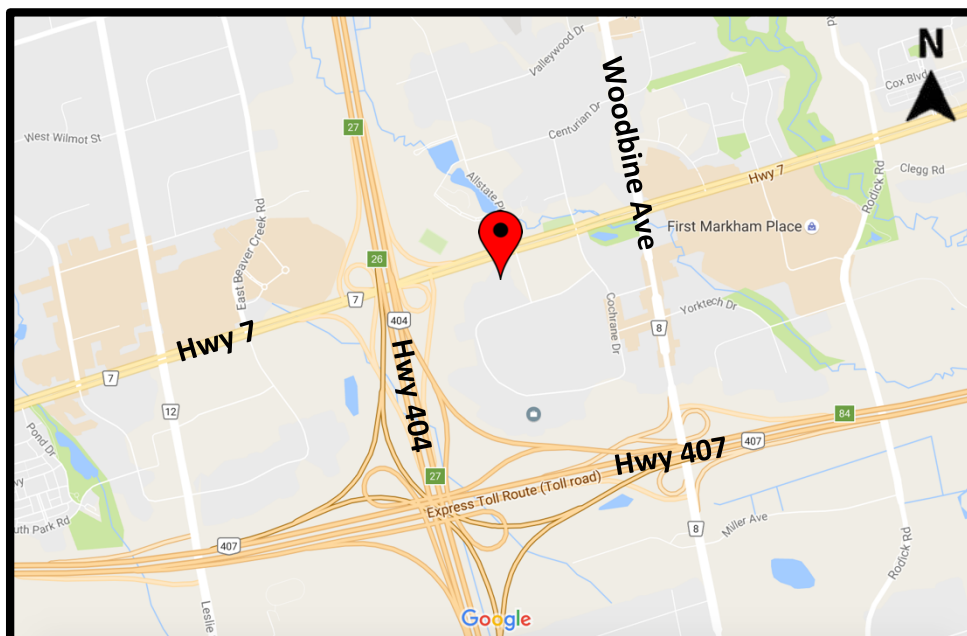 Valleywood Dr
N
Cox Blvd
Woodbine Ave
Centurian Dr
27
West Wilmot St
Clegg Rd
Hwy 7
Rodick Rd
East Beaver Creek Rd
First Markham Place
26
7
404
Yorktech Dr
Cochrane Dr
8
Hwy 7
Hwy 404
7
12
84
407
Hwy 407
Pond Dr
27
Express Toll Route (Toll road)
Miller Ave
8
407
Rodick Rd
Leslie
Google